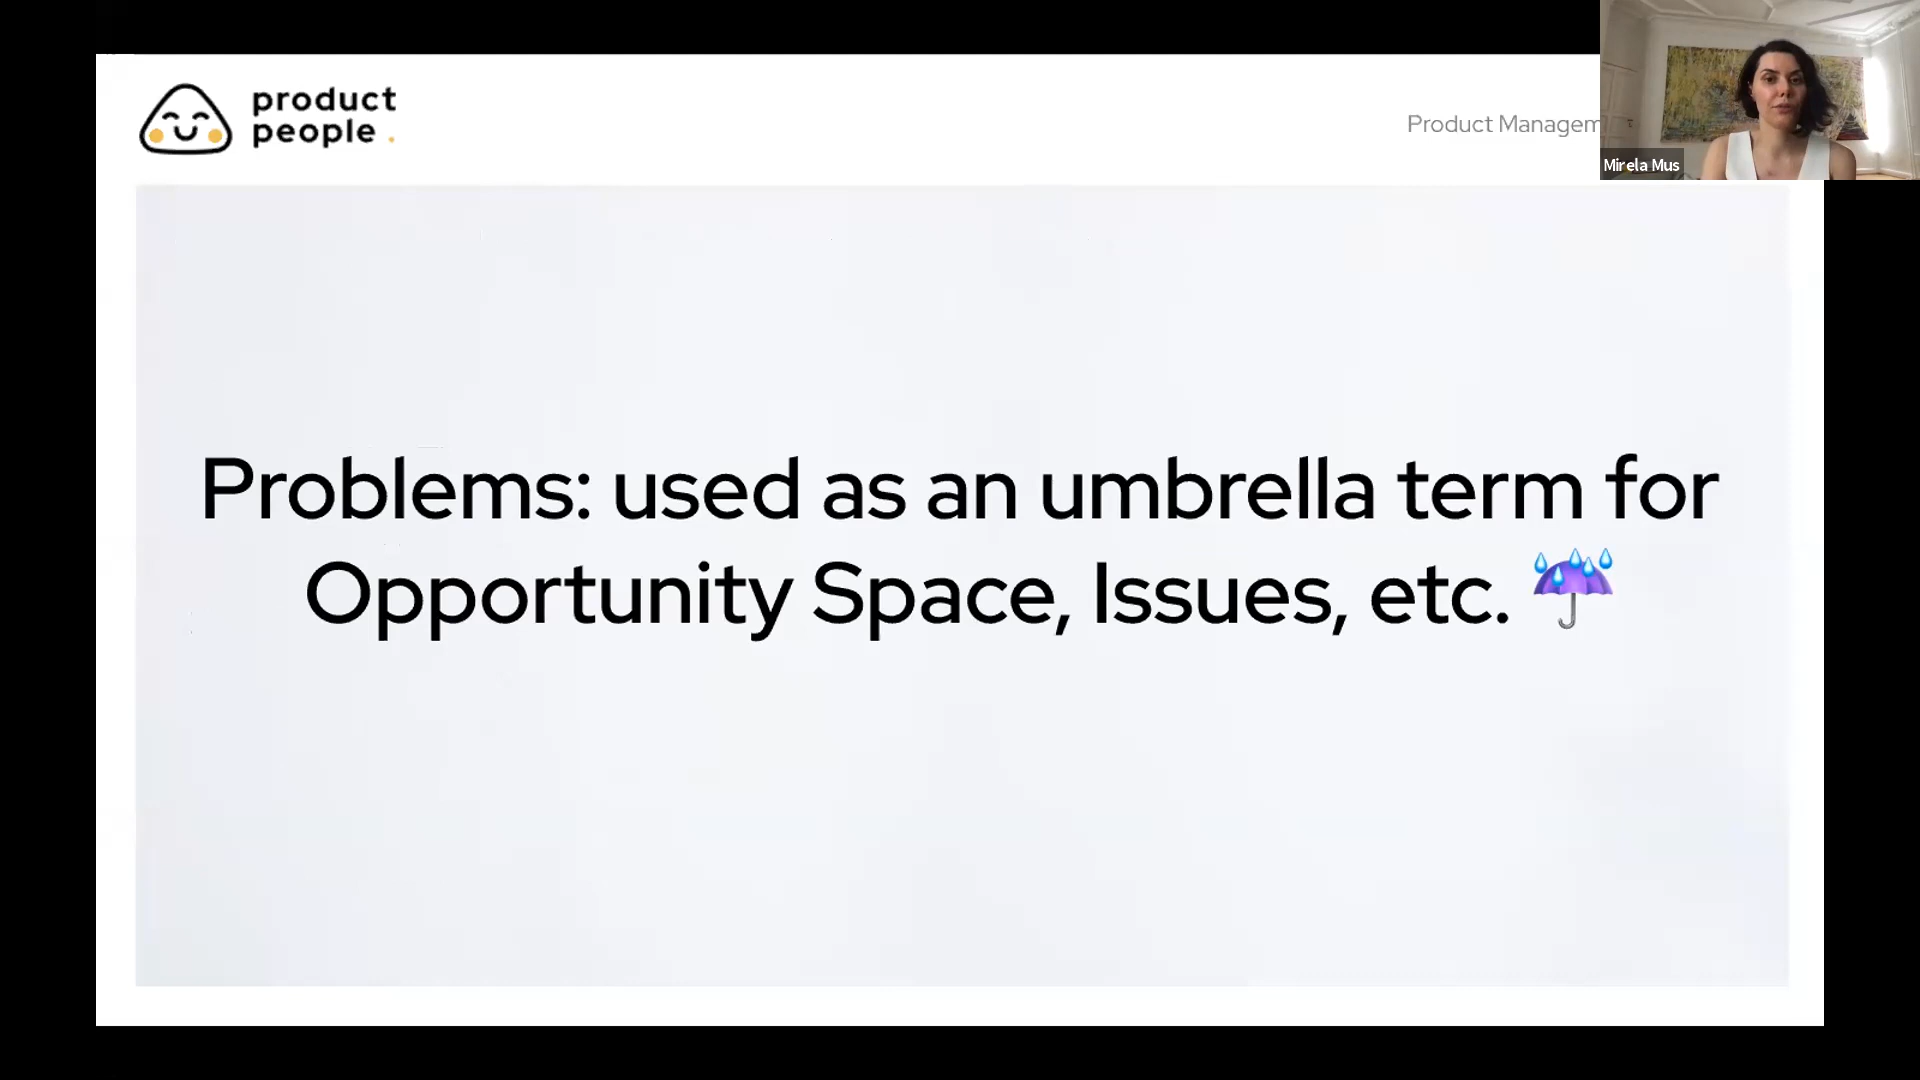 product
people.
Product Managem
Mirela Mus
Problems: used as an umbrella term for
Opportunity Space, Issues, etc. ☔